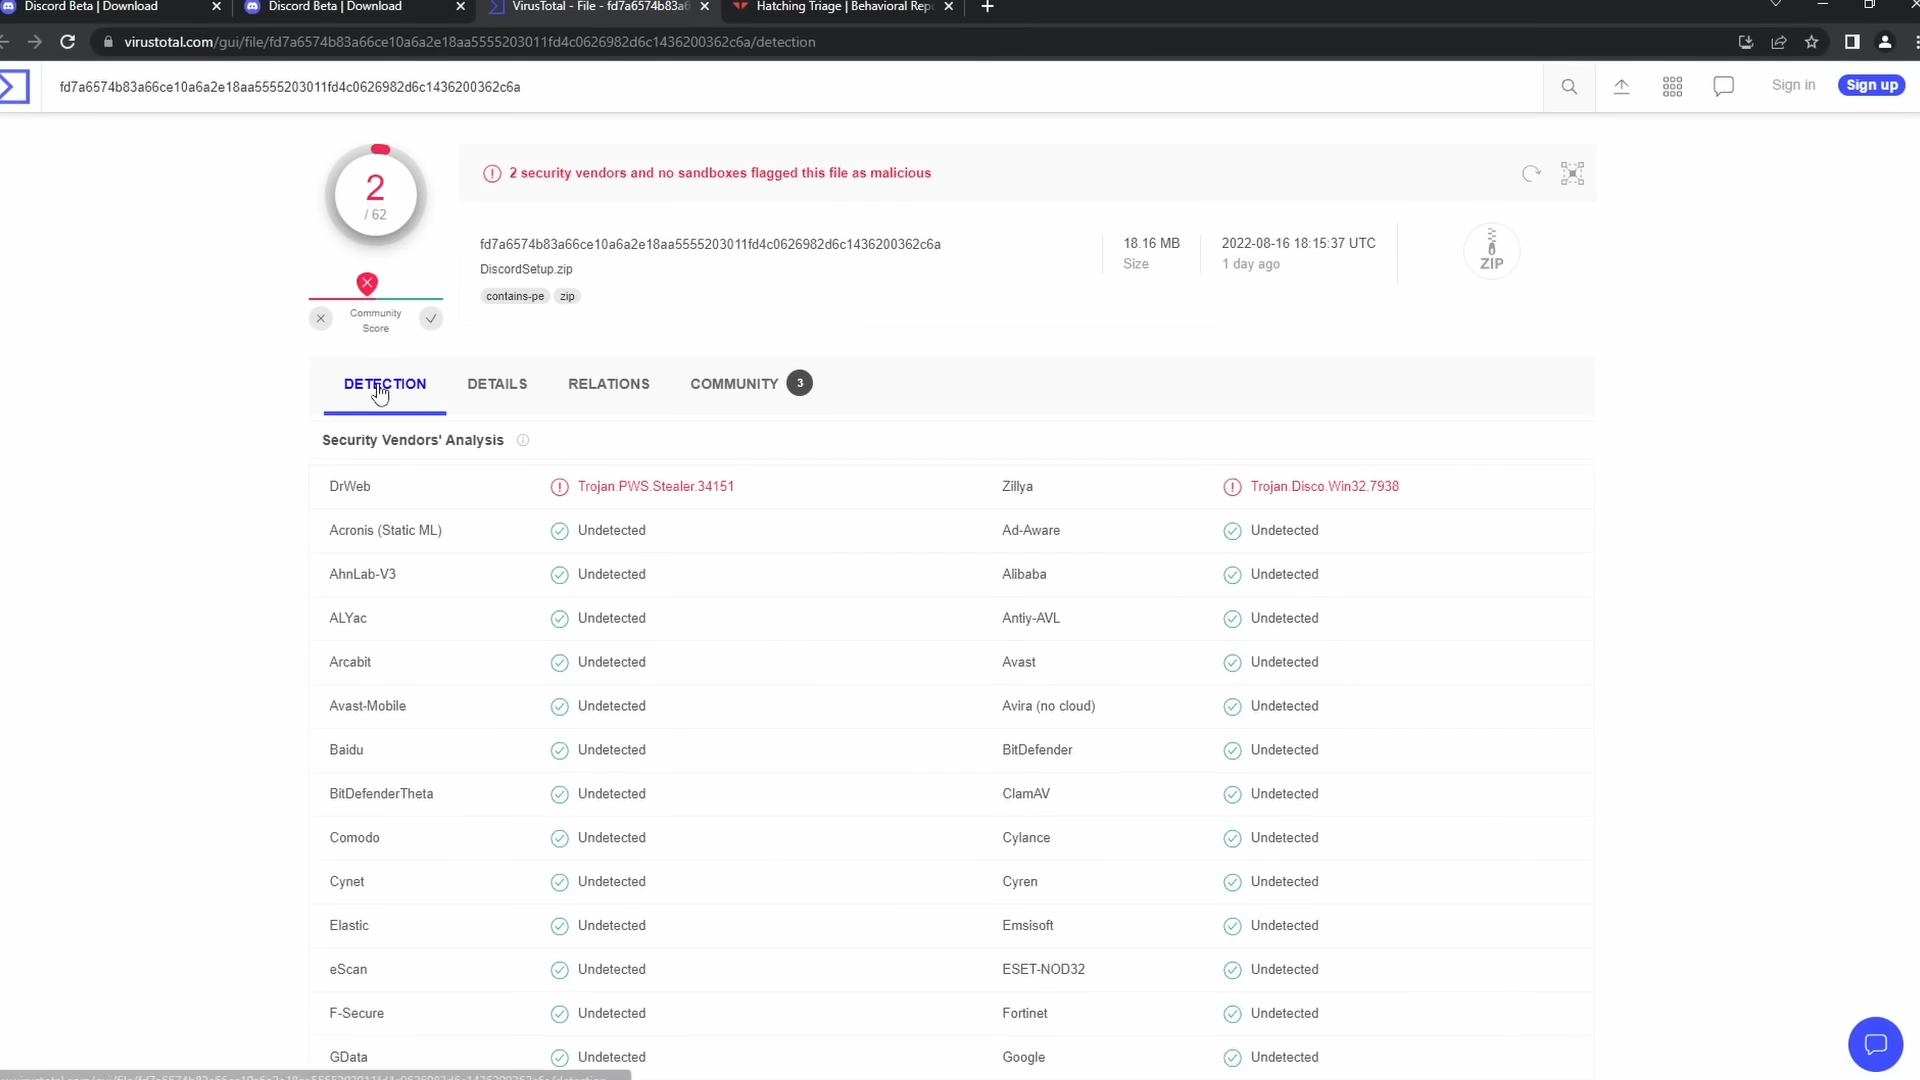 Discord Beta | Download
Discord Beta | Download
VirusTotal - File - fd7a6574b83a6
Hatching Triage | Behavioral Rep
virustotal.com/gui/file/fd7a6574b83a66ce10a6a2e18aa5555203011fd4c0626982d6c1436200362c6a/detection
fd7a6574b83a66ce10a6a2e18aa5555203011fd4c0626982d6c1436200362c6a
Sign in
Sign up
2
/ 62
2 security vendors and no sandboxes flagged this file as malicious
fd7a6574b83a66ce10a6a2e18aa5555203011fd4c0626982d6c1436200362c6a
DiscordSetup.zip
contains-pe zip
18.16 MB
Size
2022-08-16 18:15:37 UTC
1 day ago
ZIP
Community
Score
DETECTION DETAILS RELATIONS COMMUNITY 3
Security Vendors' Analysis
DrWeb Trojan.PWS.Stealer.34151 Zillya Trojan.Disco.Win32.7938
Acronis (Static ML) Undetected Ad-Aware Undetected
AhnLab-V3 Undetected Alibaba Undetected
ALYac Undetected Antiy-AVL Undetected
Arcabit Undetected Avast Undetected
Avast-Mobile Undetected Avira (no cloud) Undetected
Baidu Undetected BitDefender Undetected
BitDefenderTheta Undetected ClamAV Undetected
Comodo Undetected Cylance Undetected
Cynet Undetected Cyren Undetected
Elastic Undetected Emsisoft Undetected
eScan Undetected ESET-NOD32 Undetected
F-Secure Undetected Fortinet Undetected
GData Undetected Google Undetected